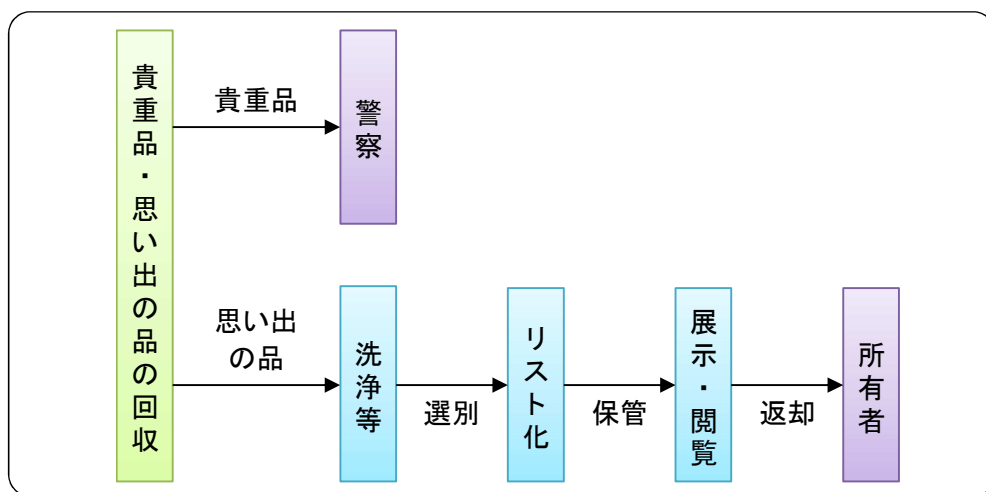 貴重品・思い出の品の回収
貴重品
警察
思い出
の品
洗浄等
選別
リスト化
保管
展示・閲覧
返却
所有者